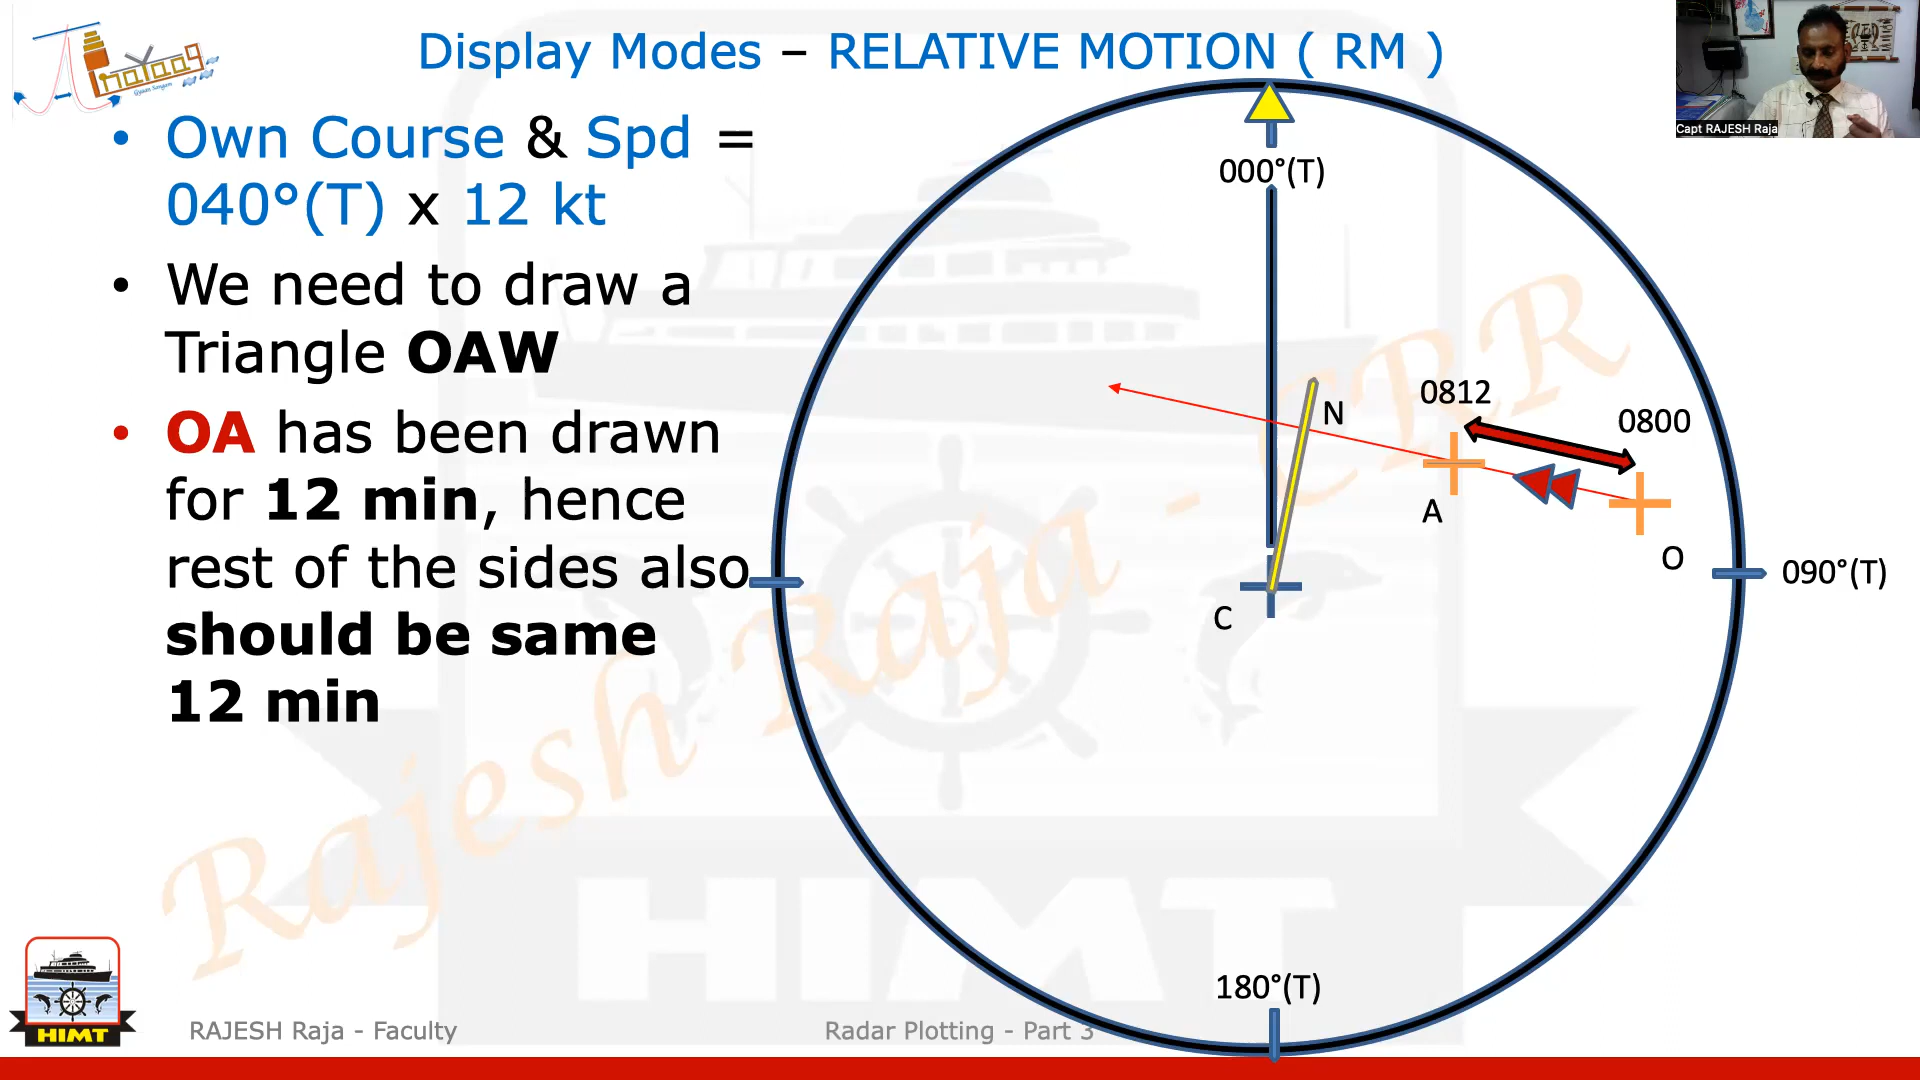 Display Modes – RELATIVE MOTION ( RM )
Capt RAJESH Raja
• Own Course & Spd =
040°(T) x 12 kt
• We need to draw a
Triangle OAW
• OA has been drawn
for 12 min, hence
rest of the sides also
should be same
12 min
000°(T)
N
0812
0800
A
O
090°(T)
C
180°(T)
Rajesh Raja - CRR
HIMT
HIMT
RAJESH Raja - Faculty
Radar Plotting - Part 3